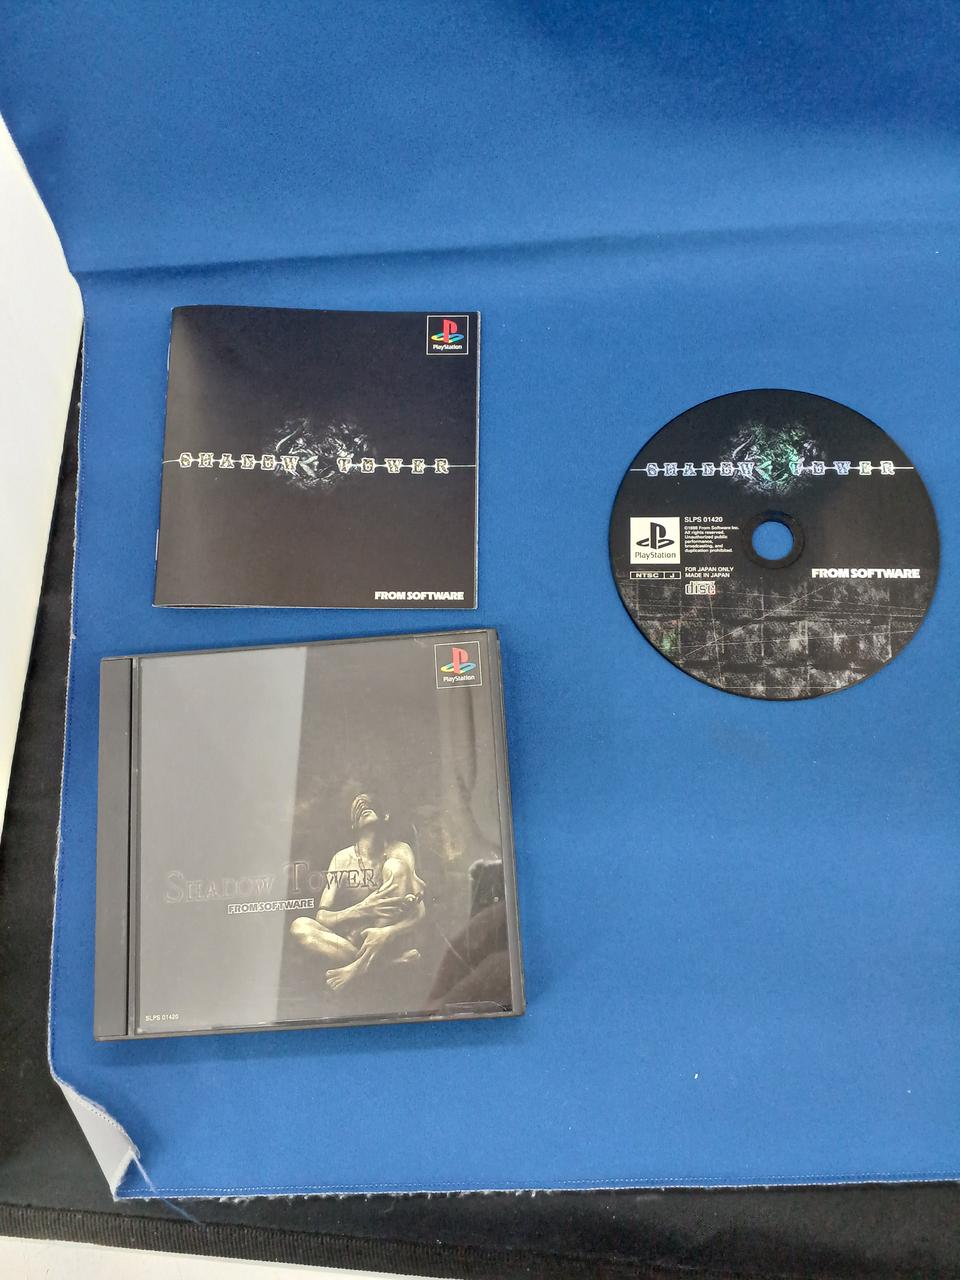 PlayStation
SHADOW TOWER
FROM SOFTWARE
SHADOW TOWER
PlayStation
SLPS 01420
©1998 From Software Inc.
All rights reserved.
Unauthorized public
performance,
broadcasting, and
duplication prohibited.
NTSC J
FOR JAPAN ONLY
MADE IN JAPAN
disc
FROM SOFTWARE
PlayStation
SHADOW TOWER
FROM SOFTWARE
SLPS 01420